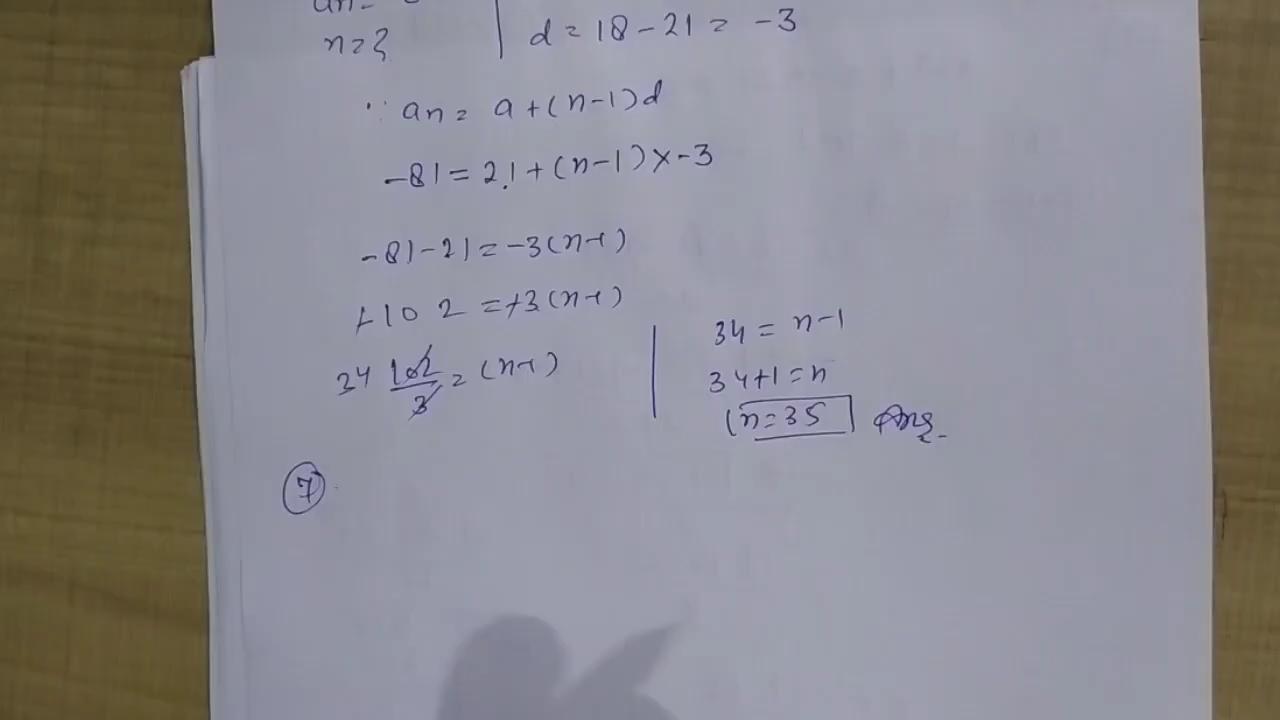 an=
n=?
d = 18-21 = -3
∵ an = a+(n-1)d
-81 = 21+(n-1)x-3
-81-21 = -3(n-1)
+102 = +3(n-1)
34 102/3 = (n-1)
34 = n-1
34+1=n
(n=35 Ans.
7